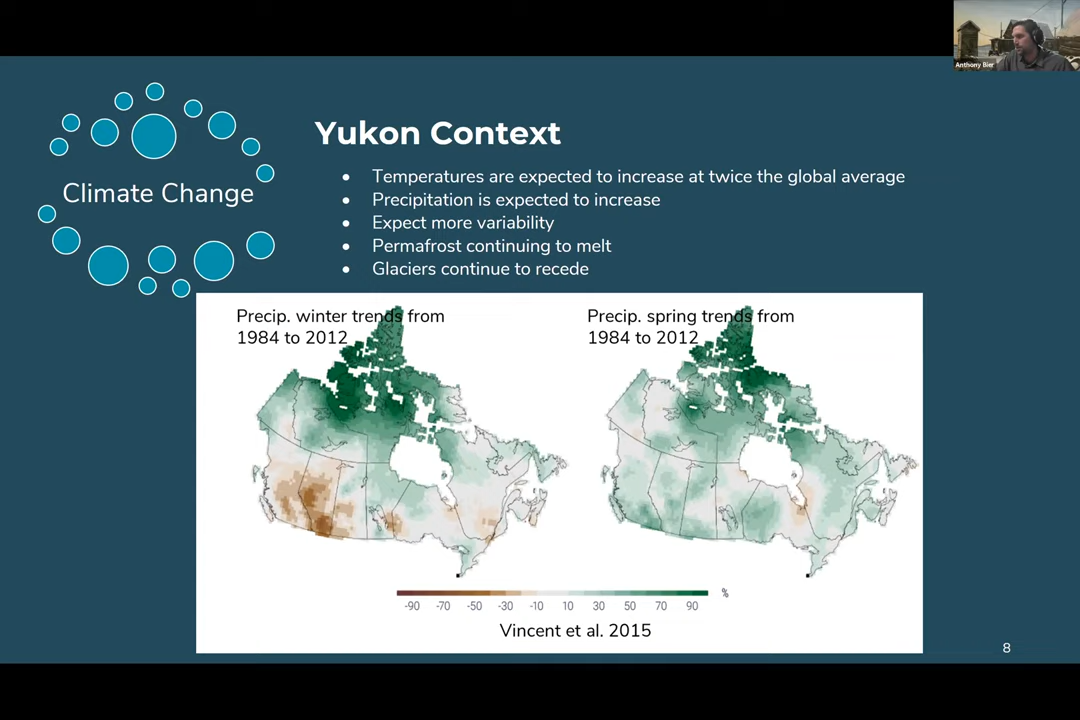 Anthony Bier
Climate Change
Yukon Context
• Temperatures are expected to increase at twice the global average
• Precipitation is expected to increase
• Expect more variability
• Permafrost continuing to melt
• Glaciers continue to recede
Precip. winter trends from
1984 to 2012
Precip. spring trends from
1984 to 2012
-90 -70 -50 -30 -10 10 30 50 70 90 %
Vincent et al. 2015
8